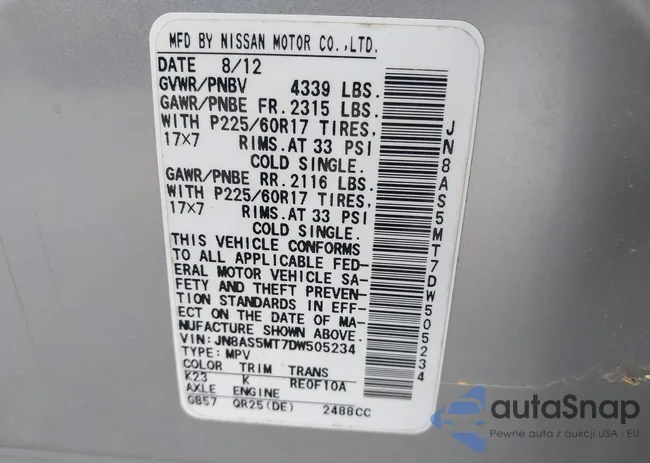 MFD BY NISSAN MOTOR CO.,LTD.
DATE 8/12
GVWR/PNBV 4339 LBS.
GAWR/PNBE FR. 2315 LBS.
WITH P225/60R17 TIRES,
17×7 RIMS. AT 33 PSI
COLD SINGLE.
GAWR/PNBE RR. 2116 LBS.
WITH P225/60R17 TIRES,
17×7 RIMS. AT 33 PSI
COLD SINGLE.
THIS VEHICLE CONFORMS
TO ALL APPLICABLE FED-
ERAL MOTOR VEHICLE SA-
FETY AND THEFT PREVEN-
TION STANDARDS IN EFF-
ECT ON THE DATE OF MA-
NUFACTURE SHOWN ABOVE.
VIN: JN8AS5MT7DW505234
TYPE: MPV
COLOR TRIM TRANS
K23 K RE0F10A
AXLE ENGINE
GB57 QR25(DE) 2488CC
JN8AS5MT7DW505234
autoSnap
Pewne auta z aukcji USA i EU